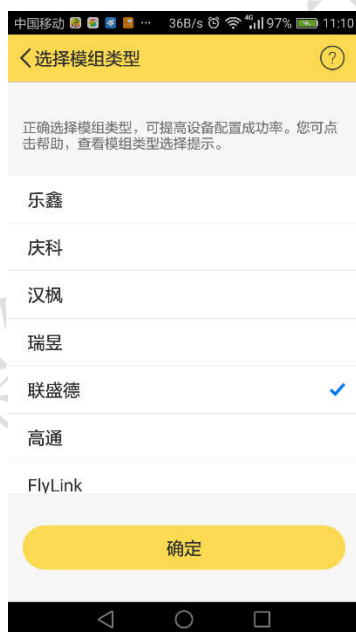 中国移动 ··· 36B/s 4G 97% 11:10
选择模组类型 ?
正确选择模组类型，可提高设备配置成功率。您可点
击帮助，查看模组类型选择提示。
乐鑫
庆科
汉枫
瑞昱
联盛德
高通
FlyLink
确定